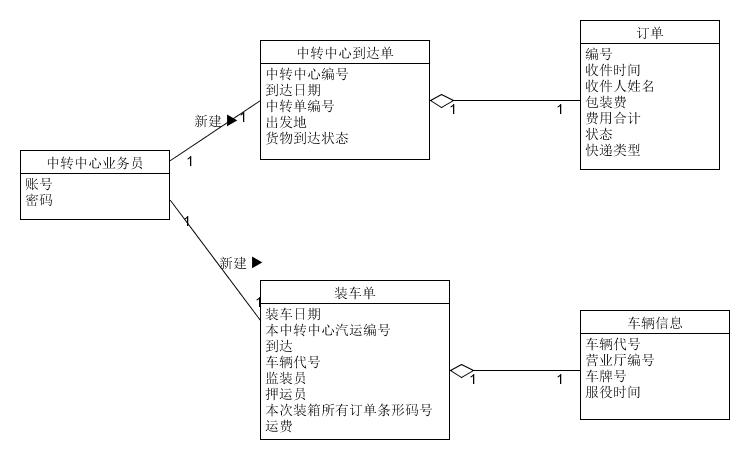 中转中心到达单
中转中心编号
到达日期
中转单编号
出发地
货物到达状态
订单
编号
收件时间
收件人姓名
包装费
费用合计
状态
快递类型
1
1
新建 ▶
1
1
中转中心业务员
账号
密码
1
新建 ▶
1
装车单
装车日期
本中转中心汽运编号
到达
车辆代号
监装员
押运员
本次装箱所有订单条形码号
运费
1
1
车辆信息
车辆代号
营业厅编号
车牌号
服役时间